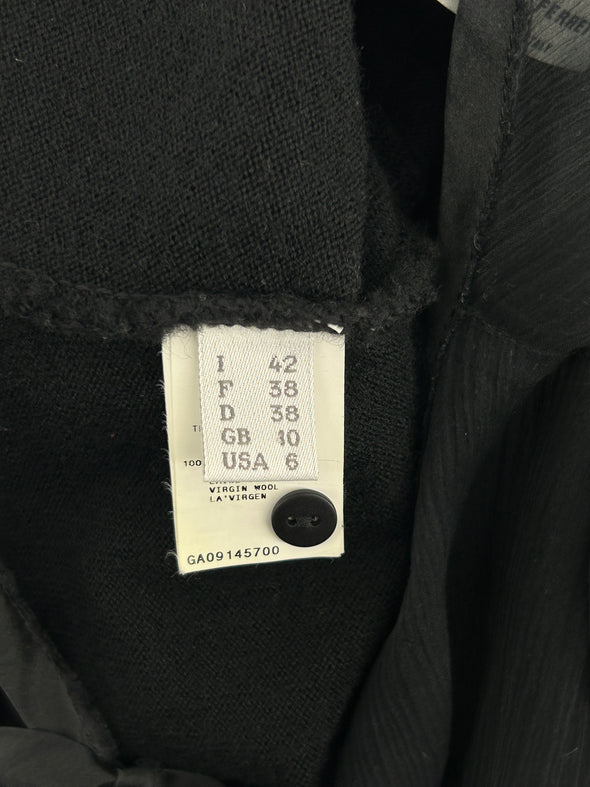 I 42
F 38
D 38
GB 10
USA 6
100
VIRGIN WOOL
LA'VIRGEN
GA09145700